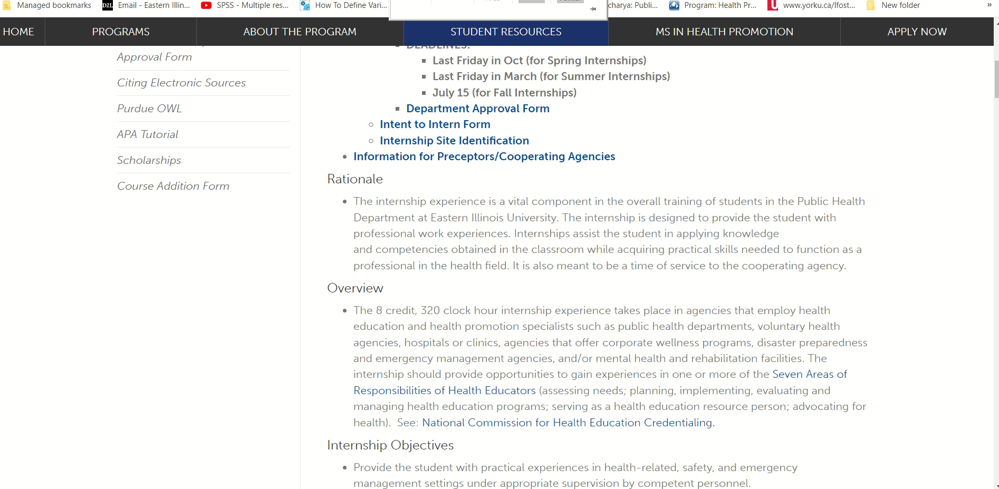 Managed bookmarks
D2L Email - Eastern Illin...
SPSS - Multiple res...
How To Define Vari...
charya: Publi...
Program: Health Pr...
www.yorku.ca/lfost...
New folder
»
HOME
PROGRAMS
ABOUT THE PROGRAM
STUDENT RESOURCES
MS IN HEALTH PROMOTION
APPLY NOW
Approval Form
Citing Electronic Sources
Purdue OWL
APA Tutorial
Scholarships
Course Addition Form
DEADLINES:
Last Friday in Oct (for Spring Internships)
Last Friday in March (for Summer Internships)
July 15 (for Fall Internships)
Department Approval Form
Intent to Intern Form
Internship Site Identification
Information for Preceptors/Cooperating Agencies
Rationale
The internship experience is a vital component in the overall training of students in the Public Health
Department at Eastern Illinois University. The internship is designed to provide the student with
professional work experiences. Internships assist the student in applying knowledge
and competencies obtained in the classroom while acquiring practical skills needed to function as a
professional in the health field. It is also meant to be a time of service to the cooperating agency.
Overview
The 8 credit, 320 clock hour internship experience takes place in agencies that employ health
education and health promotion specialists such as public health departments, voluntary health
agencies, hospitals or clinics, agencies that offer corporate wellness programs, disaster preparedness
and emergency management agencies, and/or mental health and rehabilitation facilities. The
internship should provide opportunities to gain experiences in one or more of the Seven Areas of
Responsibilities of Health Educators (assessing needs; planning, implementing, evaluating and
managing health education programs; serving as a health education resource person; advocating for
health).  See: National Commission for Health Education Credentialing.
Internship Objectives
Provide the student with practical experiences in health-related, safety, and emergency
management settings under appropriate supervision by competent personnel.